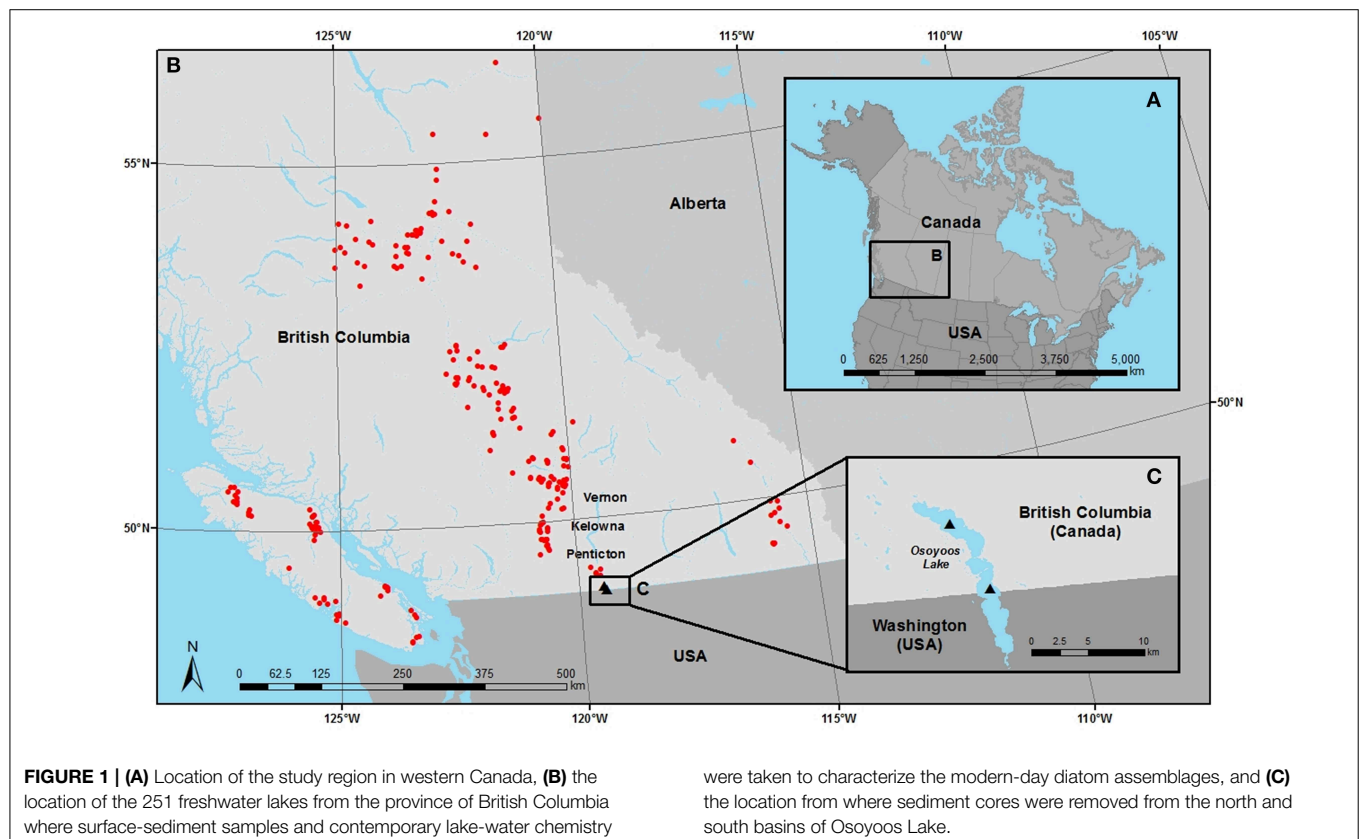 125°W
120°W
115°W
110°W
105°W
B
A
55°N
Alberta
Canada
B
USA
0 625 1,250 2,500 3,750 5,000
km
British Columbia
50°N
C
Vernon
British Columbia
(Canada)
50°N
Kelowna
Osoyoos
Lake
Penticton
C
Washington
(USA)
0 2.5 5 10
km
N
USA
0 62.5 125 250 375 500
km
125°W
120°W
115°W
110°W
FIGURE 1 | (A) Location of the study region in western Canada, (B) the
location of the 251 freshwater lakes from the province of British Columbia
where surface-sediment samples and contemporary lake-water chemistry
were taken to characterize the modern-day diatom assemblages, and (C)
the location from where sediment cores were removed from the north and
south basins of Osoyoos Lake.